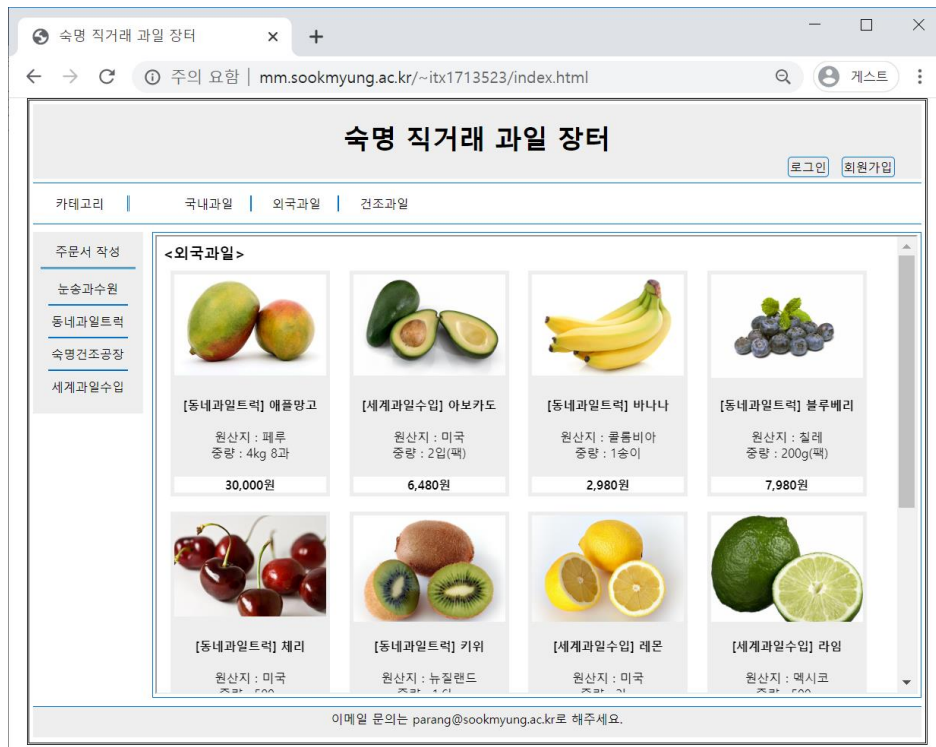 숙명 직거래 과일 장터
주의 요함 | mm.sookmyung.ac.kr/~itx1713523/index.html
게스트
숙명 직거래 과일 장터
로그인 회원가입
카테고리 국내과일 외국과일 건조과일
주문서 작성
눈송과수원
동네과일트럭
숙명건조공장
세계과일수입
<외국과일>
[동네과일트럭] 애플망고
원산지 : 페루
중량 : 4kg 8과
30,000원
[세계과일수입] 아보카도
원산지 : 미국
중량 : 2입(팩)
6,480원
[동네과일트럭] 바나나
원산지 : 콜롬비아
중량 : 1송이
2,980원
[동네과일트럭] 블루베리
원산지 : 칠레
중량 : 200g(팩)
7,980원
[동네과일트럭] 체리
원산지 : 미국
[동네과일트럭] 키위
원산지 : 뉴질랜드
[세계과일수입] 레몬
원산지 : 미국
[세계과일수입] 라임
원산지 : 멕시코
이메일 문의는 parang@sookmyung.ac.kr로 해주세요.